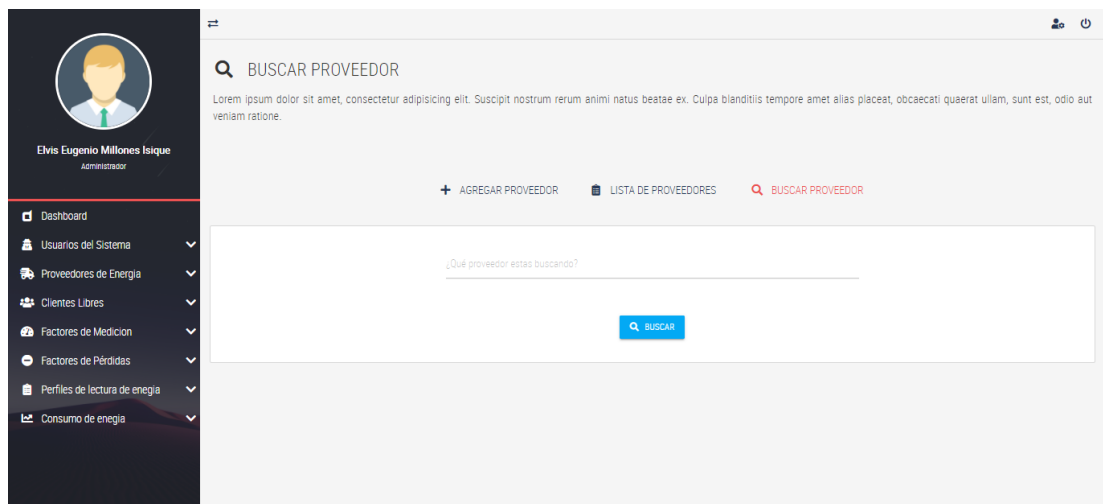 Elvis Eugenio Millones Isique
Administrador
Dashboard
Usuarios del Sistema
Proveedores de Energia
Clientes Libres
Factores de Medicion
Factores de Pérdidas
Perfiles de lectura de enegia
Consumo de enegia
BUSCAR PROVEEDOR
Lorem ipsum dolor sit amet, consectetur adipisicing elit. Suscipit nostrum rerum animi natus beatae ex. Culpa blanditiis tempore amet alias placeat, obcaecati quaerat ullam, sunt est, odio aut
veniam ratione.
AGREGAR PROVEEDOR
LISTA DE PROVEEDORES
BUSCAR PROVEEDOR
¿Qué proveedor estas buscando?
BUSCAR